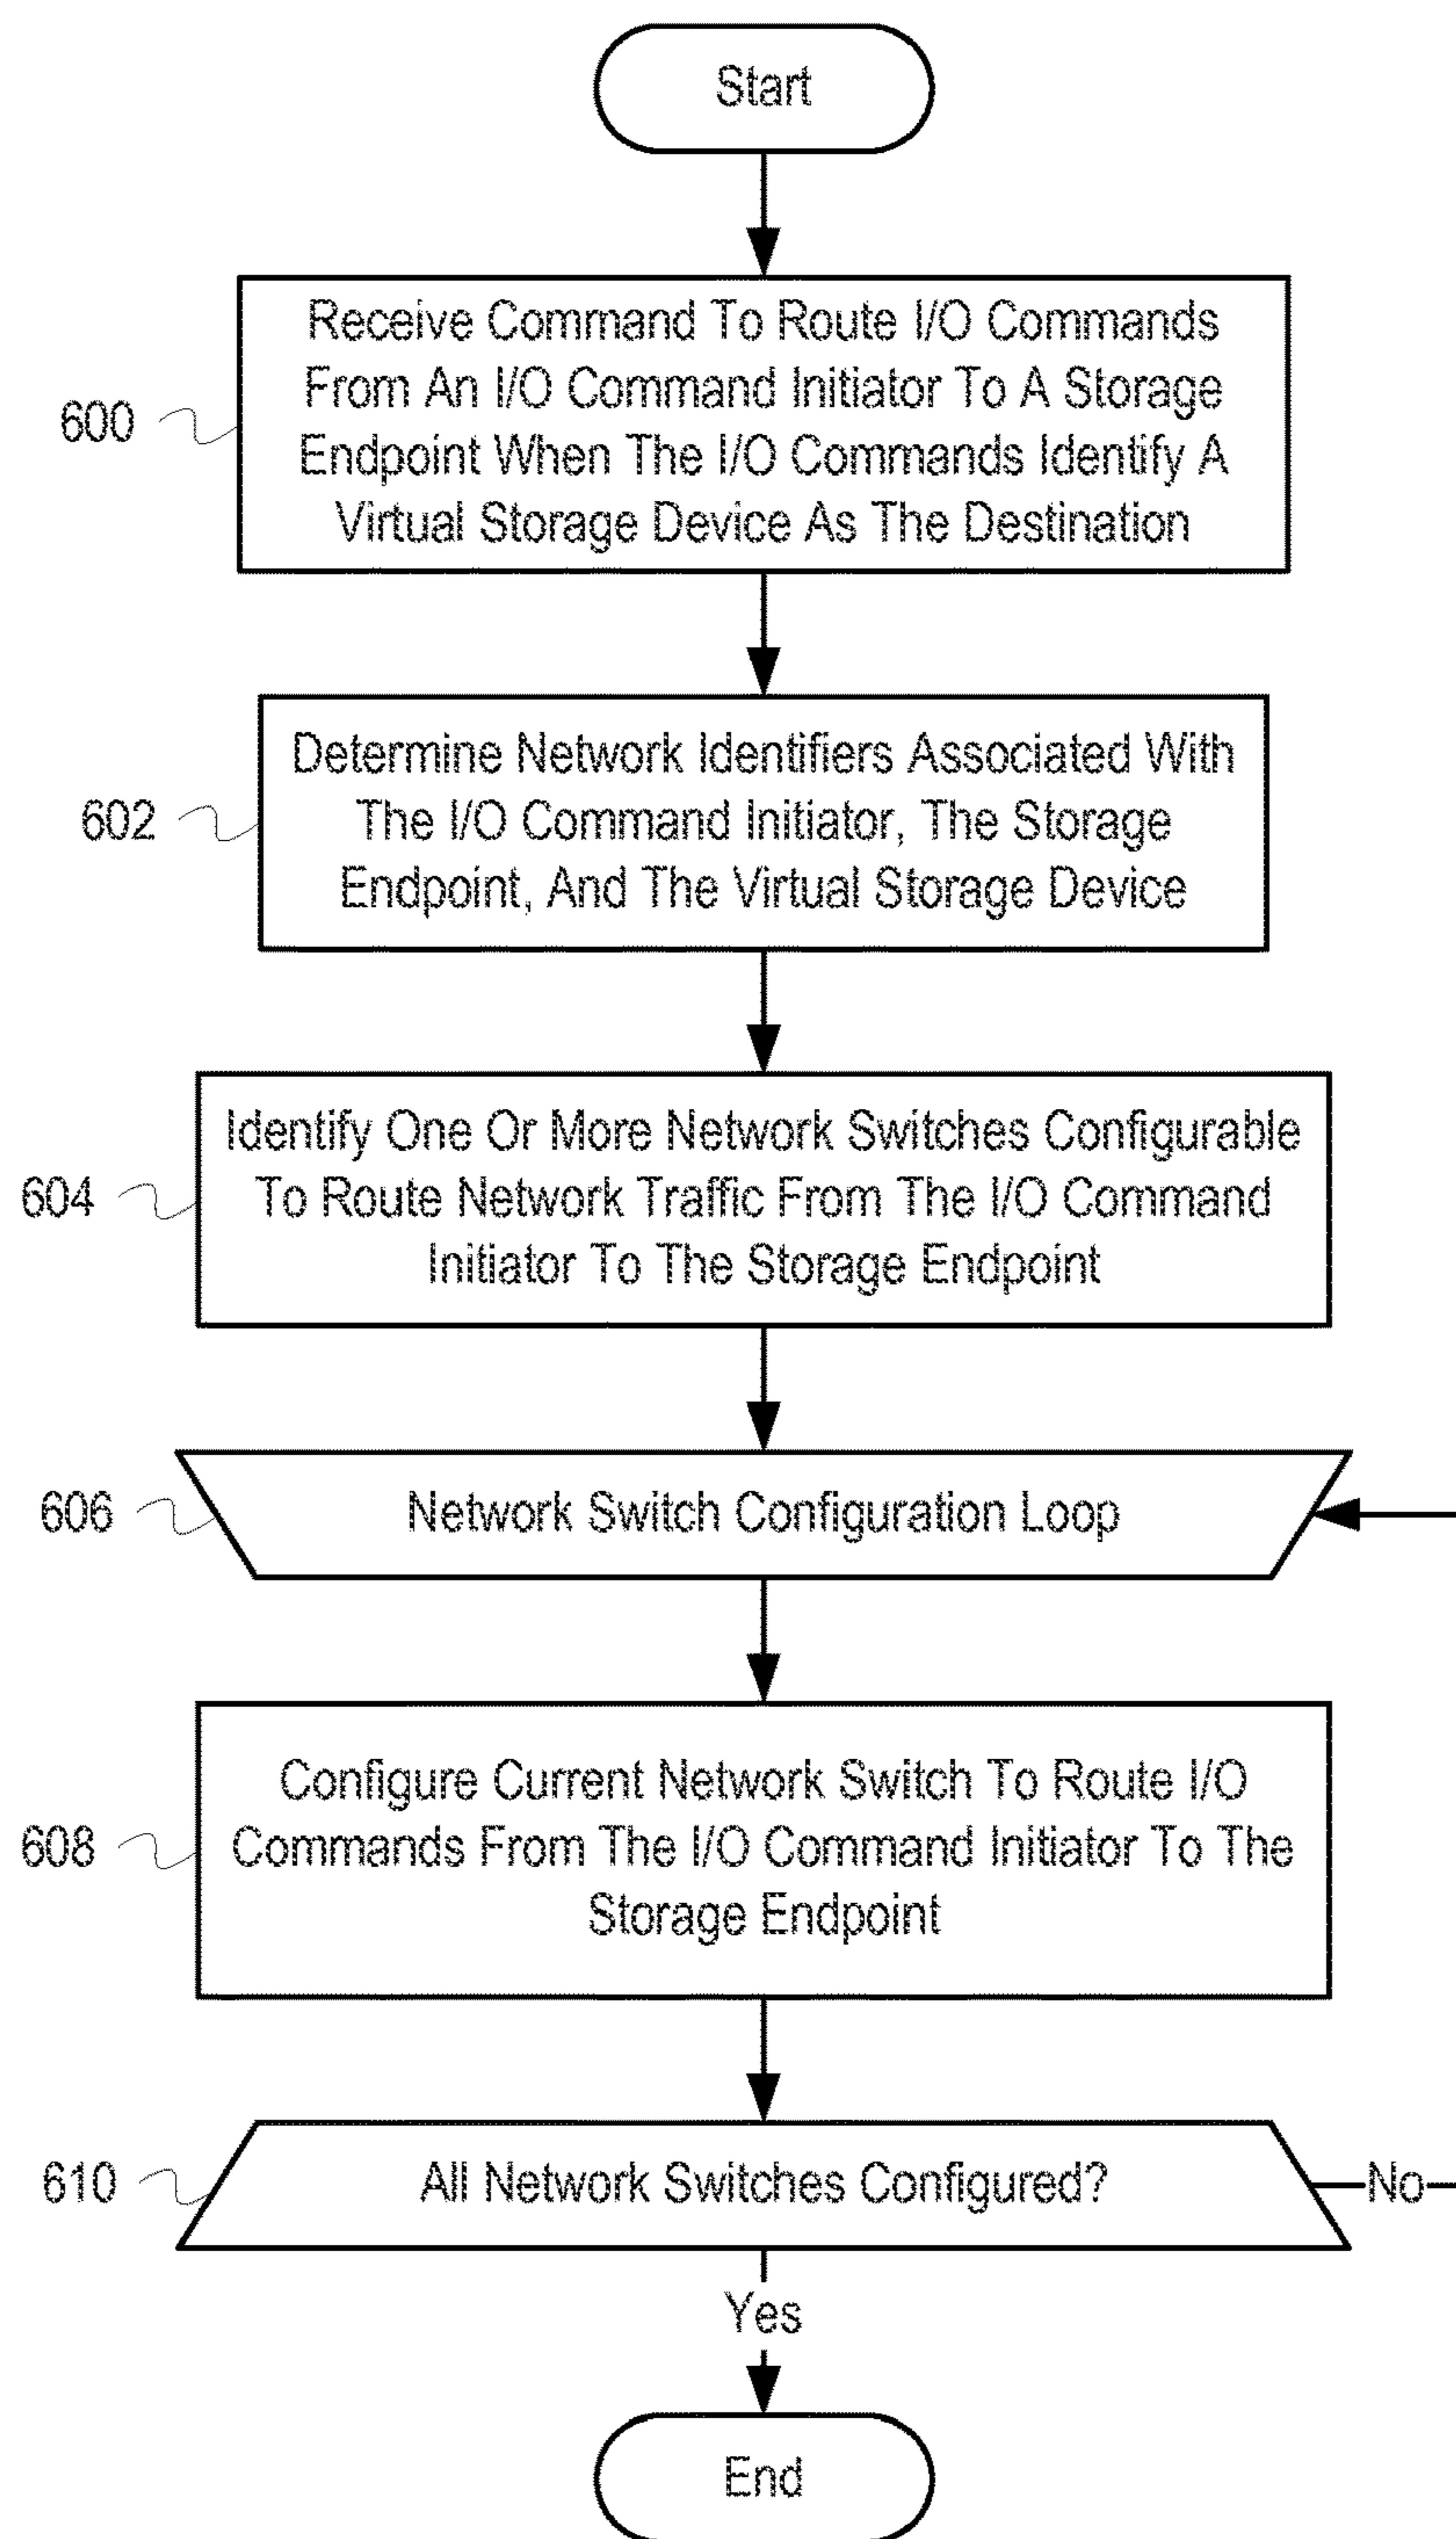 Start
600
Receive Command To Route I/O Commands
From An I/O Command Initiator To A Storage
Endpoint When The I/O Commands Identify A
Virtual Storage Device As The Destination
602
Determine Network Identifiers Associated With
The I/O Command Initiator, The Storage
Endpoint, And The Virtual Storage Device
604
Identify One Or More Network Switches Configurable
To Route Network Traffic From The I/O Command
Initiator To The Storage Endpoint
606
Network Switch Configuration Loop
608
Configure Current Network Switch To Route I/O
Commands From The I/O Command Initiator To The
Storage Endpoint
610
All Network Switches Configured?
No
Yes
End